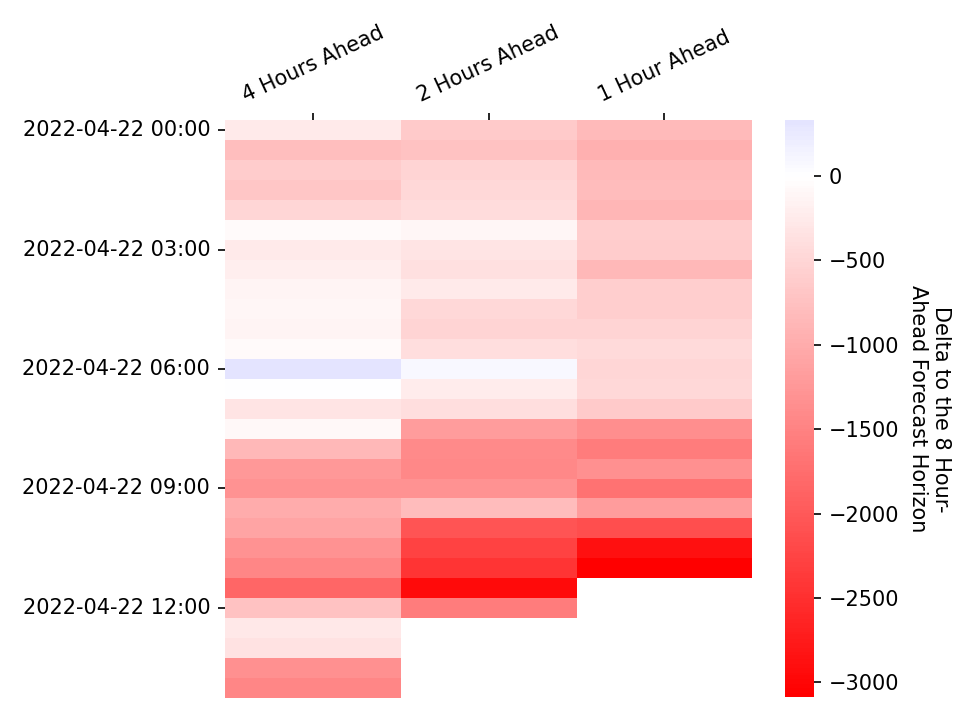 4 Hours Ahead
2 Hours Ahead
1 Hour Ahead
2022-04-22 00:00
2022-04-22 03:00
2022-04-22 06:00
2022-04-22 09:00
2022-04-22 12:00
0
−500
−1000
−1500
−2000
−2500
−3000
Delta to the 8 Hour-
Ahead Forecast Horizon